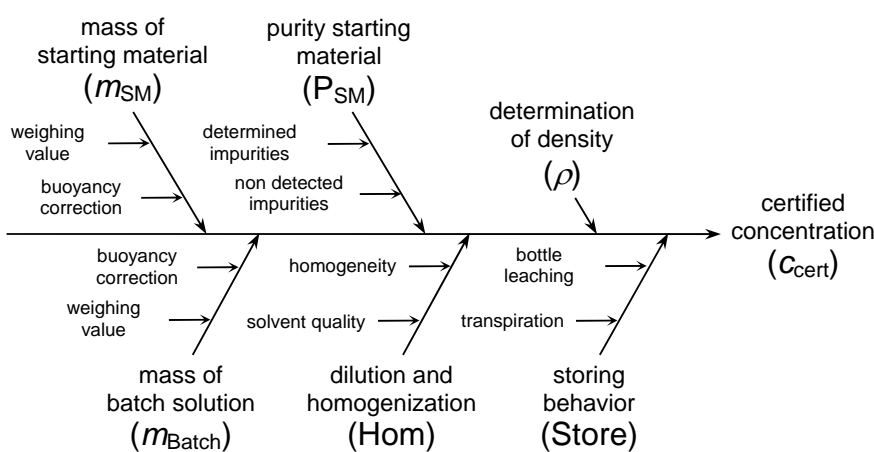 mass of
starting material
(mSM)
purity starting
material
(PSM)
determination
of density
(ρ)
weighing
value
buoyancy
correction
determined
impurities
non detected
impurities
certified
concentration
(ccert)
buoyancy
correction
weighing
value
homogeneity
solvent quality
bottle
leaching
transpiration
mass of
batch solution
(mBatch)
dilution and
homogenization
(Hom)
storing
behavior
(Store)